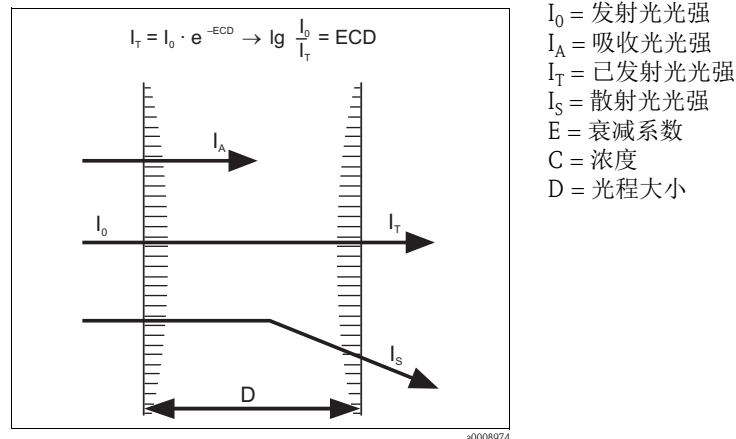 I_T = I_0 · e^{-ECD} → lg I_0/I_T = ECD
I_A
I_0
I_T
I_S
D
a0008974
I_0 = 发射光光强
I_A = 吸收光光强
I_T = 已发射光光强
I_S = 散射光光强
E = 衰减系数
C = 浓度
D = 光程大小